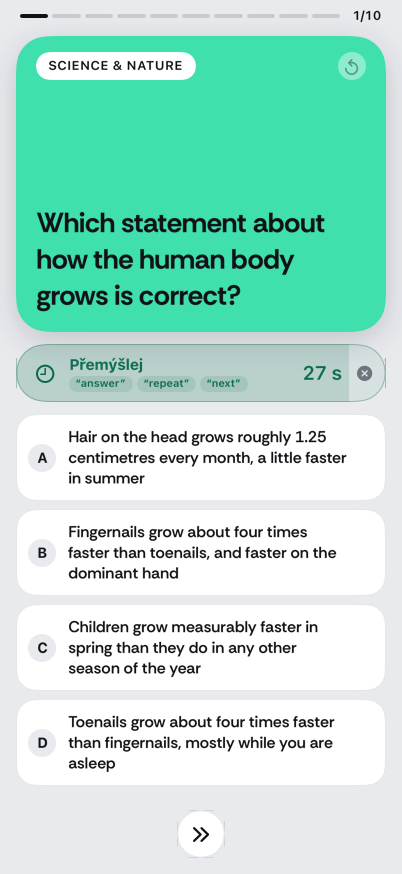 1/10
SCIENCE & NATURE
Which statement about
how the human body
grows is correct?
Přemýšlej
"answer" "repeat" "next"
27 s
A
Hair on the head grows roughly 1.25
centimetres every month, a little faster
in summer
B
Fingernails grow about four times
faster than toenails, and faster on the
dominant hand
C
Children grow measurably faster in
spring than they do in any other
season of the year
D
Toenails grow about four times faster
than fingernails, mostly while you are
asleep